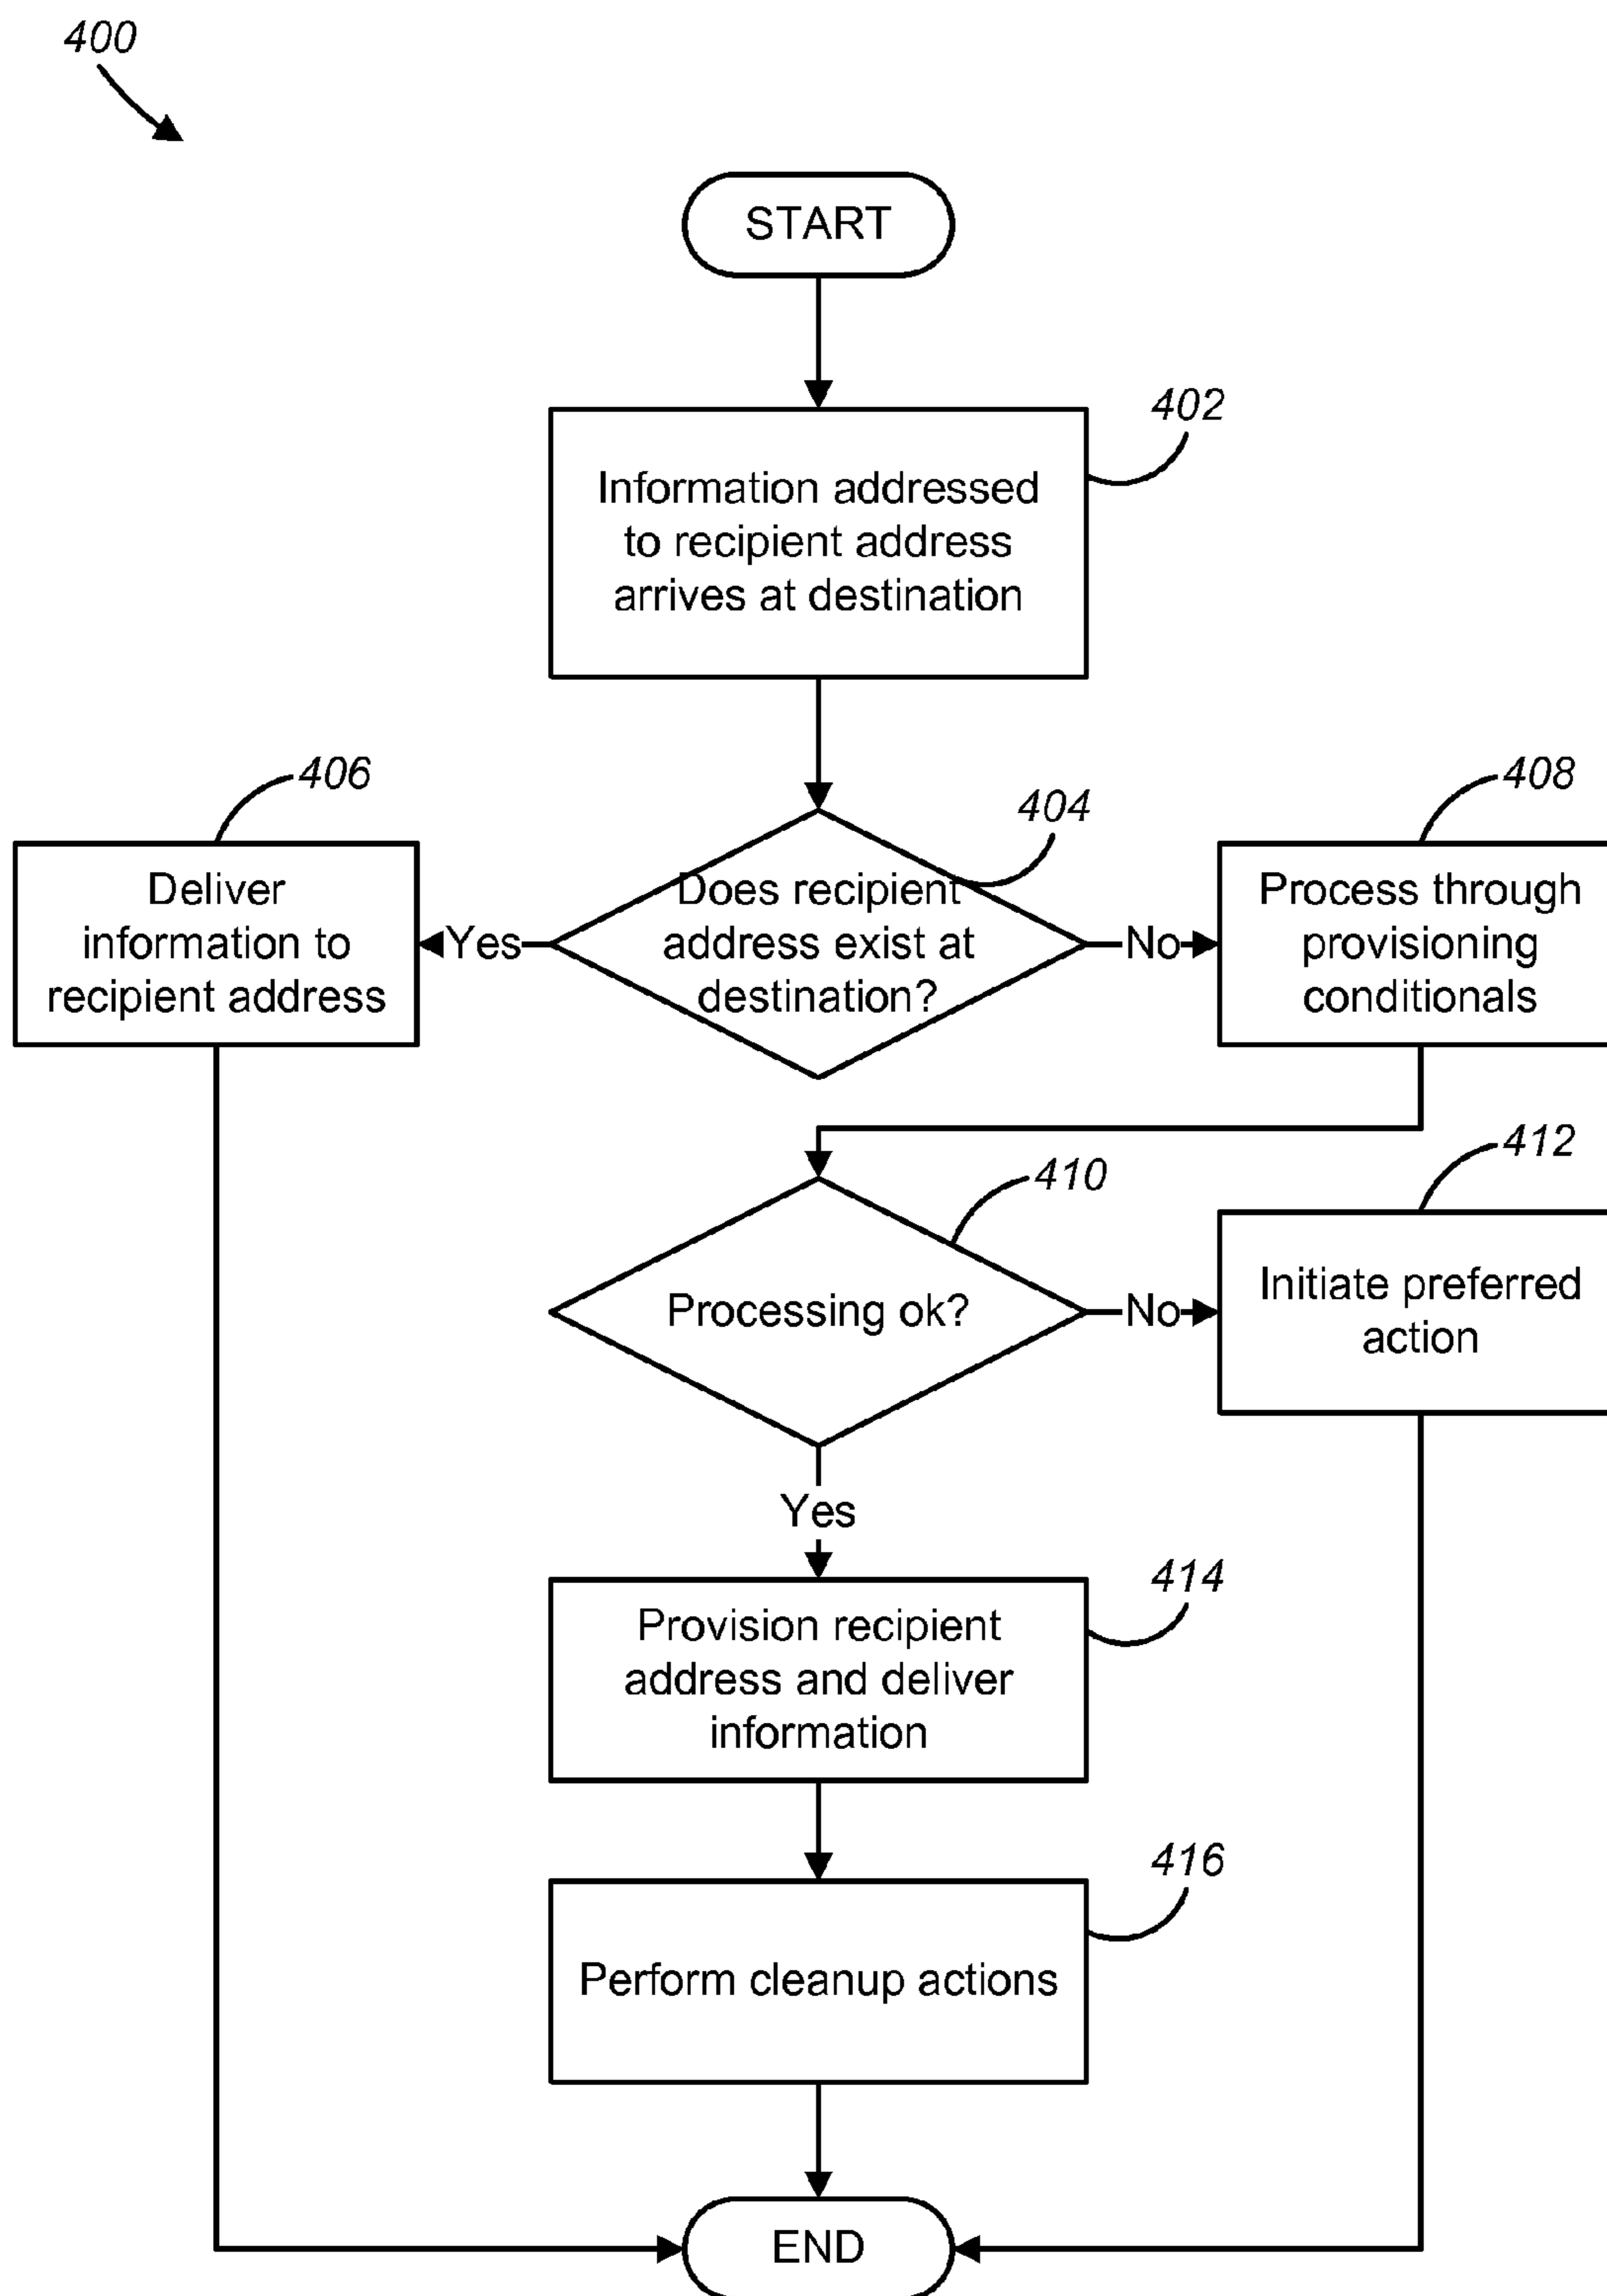 400
START
402
Information addressed
to recipient address
arrives at destination
406
404
408
Deliver
information to
recipient address
Yes
Does recipient
address exist at
destination?
No
Process through
provisioning
conditionals
410
412
Processing ok?
No
Initiate preferred
action
Yes
414
Provision recipient
address and deliver
information
416
Perform cleanup actions
END